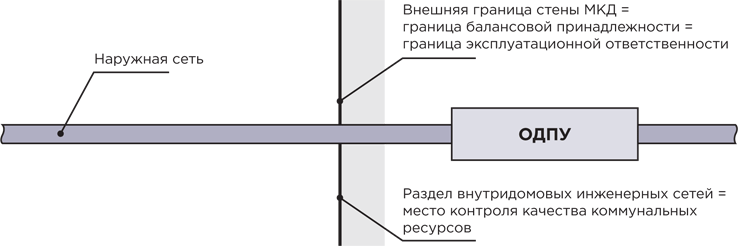 Внешняя граница стены МКД =
граница балансовой принадлежности =
граница эксплуатационной ответственности
Наружная сеть
ОДПУ
Раздел внутридомовых инженерных сетей =
место контроля качества коммунальных
ресурсов